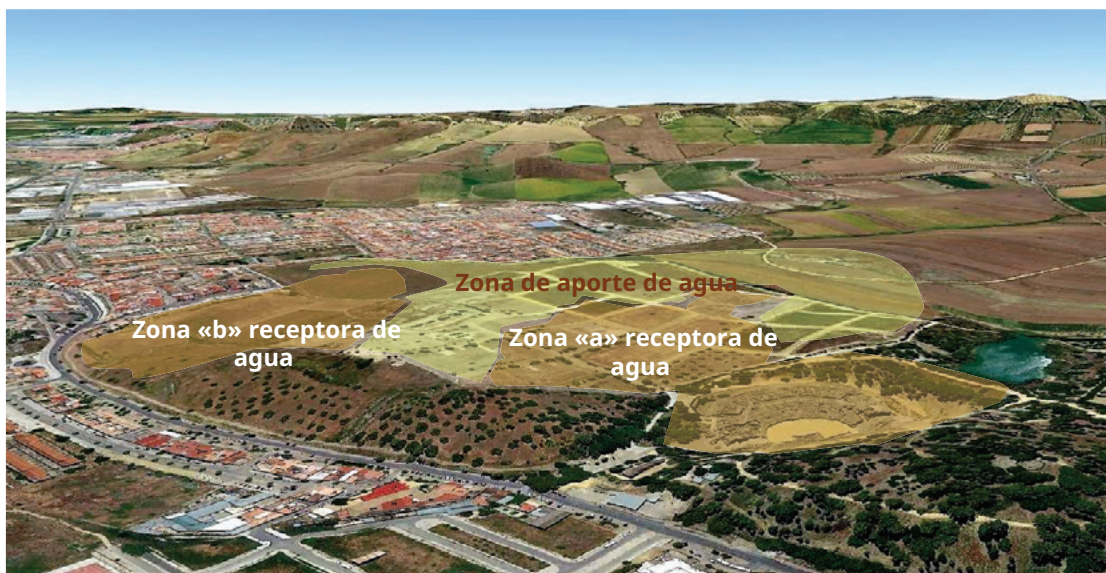 Zona de aporte de agua
Zona «b» receptora de
agua
Zona «a» receptora de
agua